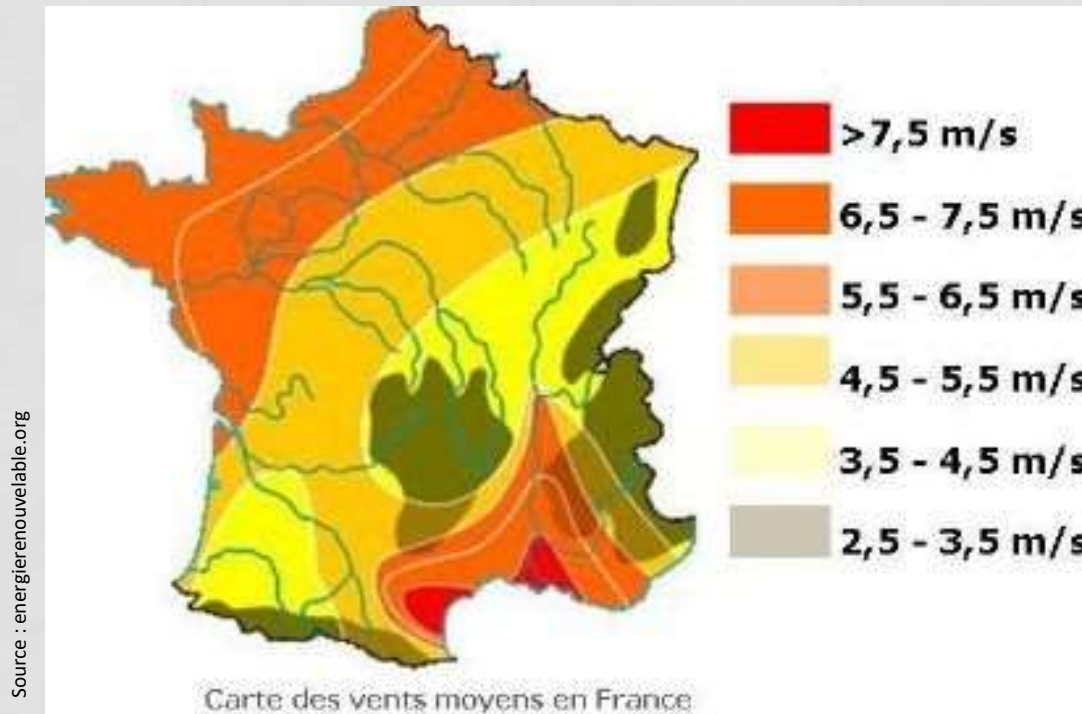 >7,5 m/s
6,5 - 7,5 m/s
5,5 - 6,5 m/s
4,5 - 5,5 m/s
3,5 - 4,5 m/s
2,5 - 3,5 m/s
Source : energierenouvelable.org
Carte des vents moyens en France